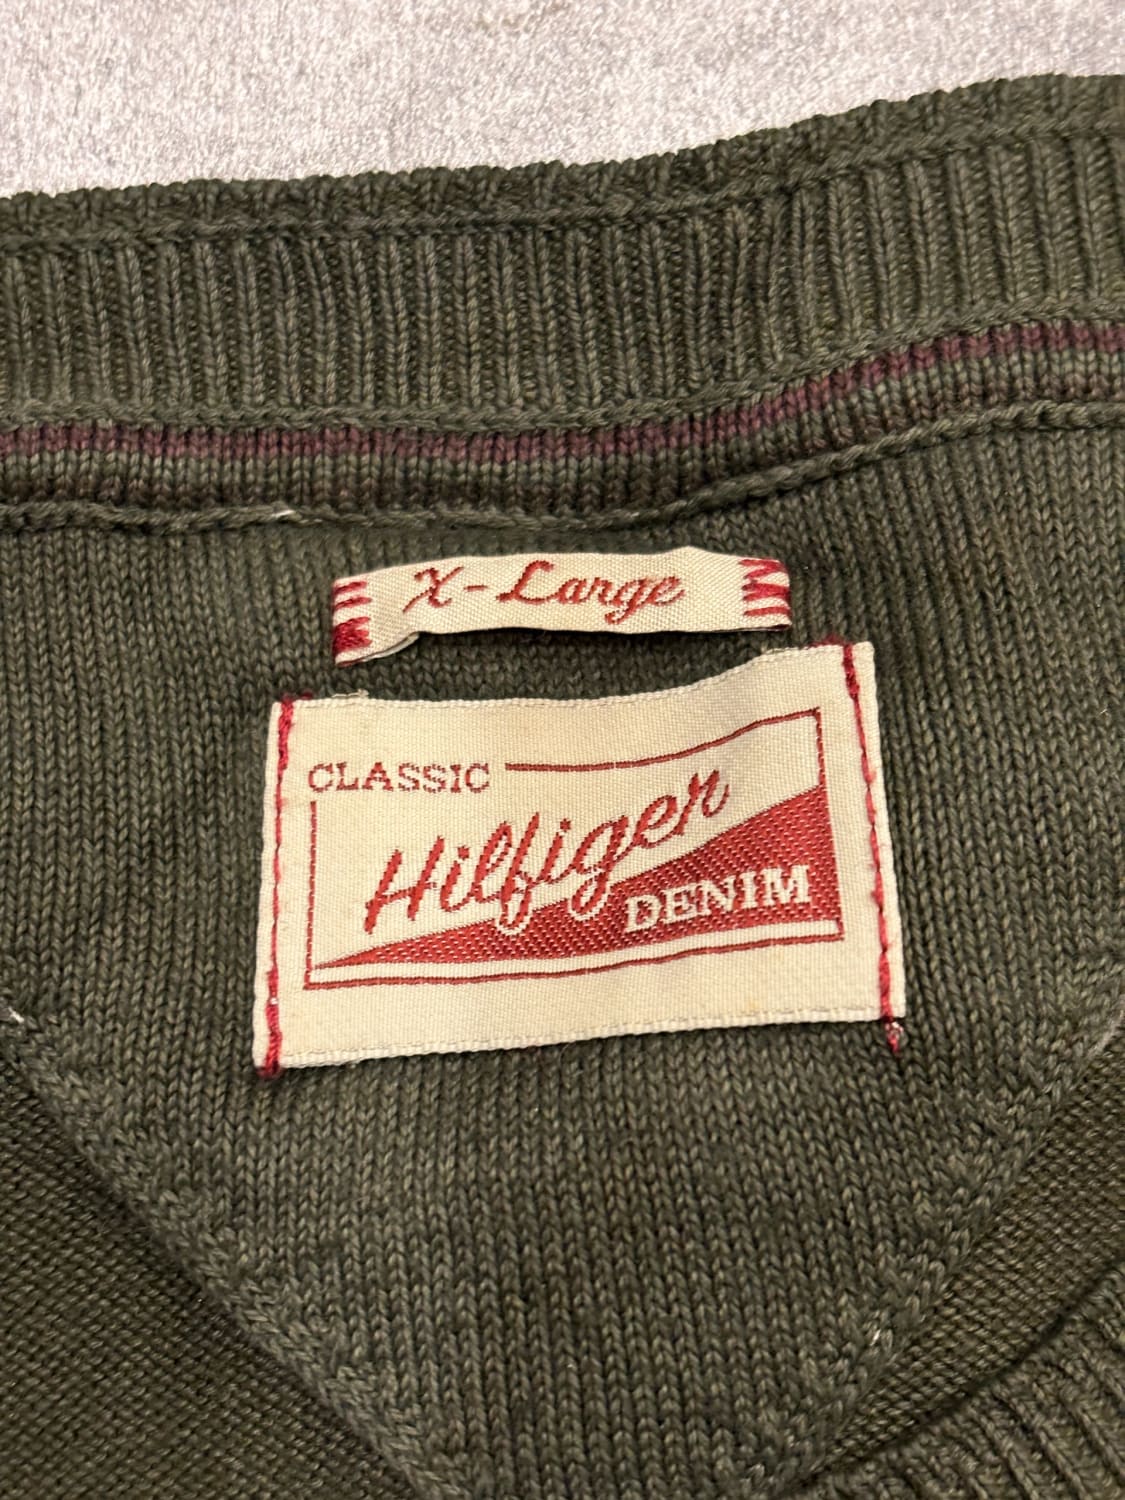 X-Large
CLASSIC
Hilfiger
DENIM